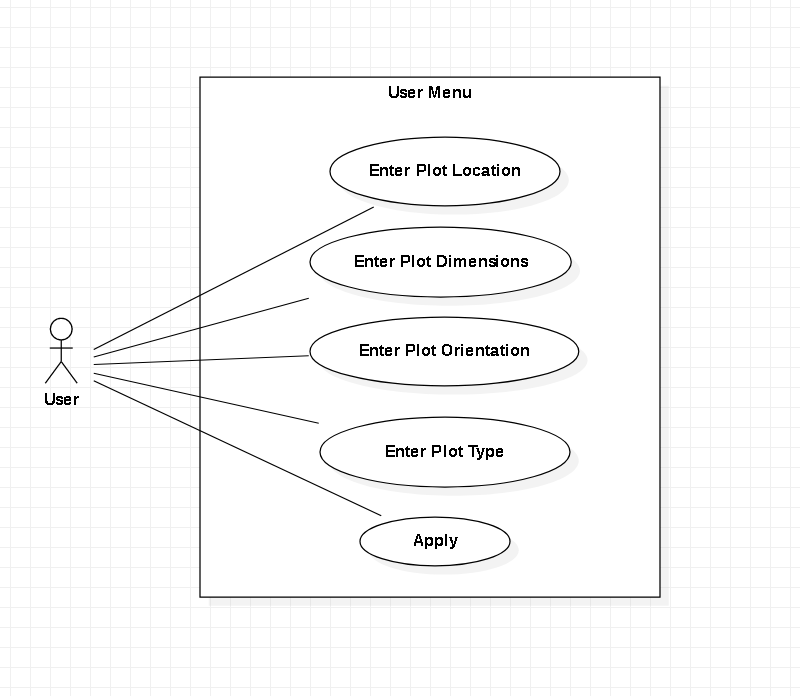 User Menu
Enter Plot Location
Enter Plot Dimensions
Enter Plot Orientation
User
Enter Plot Type
Apply